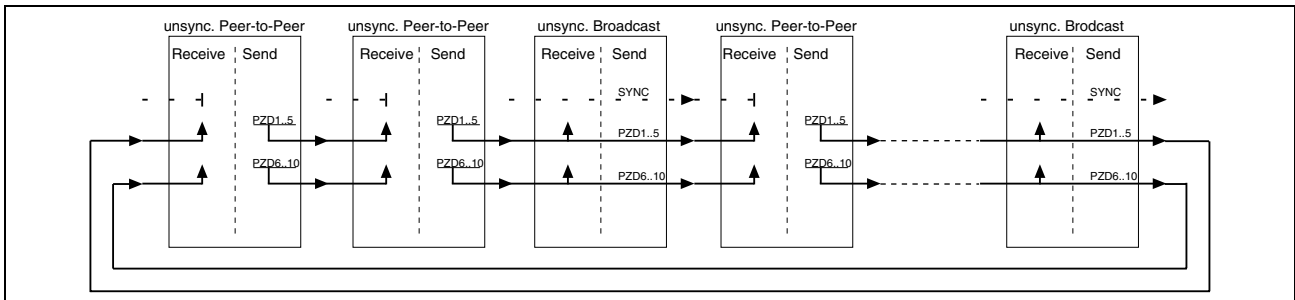 unsync. Peer-to-Peer unsync. Peer-to-Peer unsync. Broadcast unsync. Peer-to-Peer unsync. Brodcast
Receive Send Receive Send Receive Send Receive Send Receive Send
SYNC SYNC
PZD1..5 PZD1..5 PZD1..5 PZD1..5 PZD1..5
PZD6..10 PZD6..10 PZD6..10 PZD6..10 PZD6..10